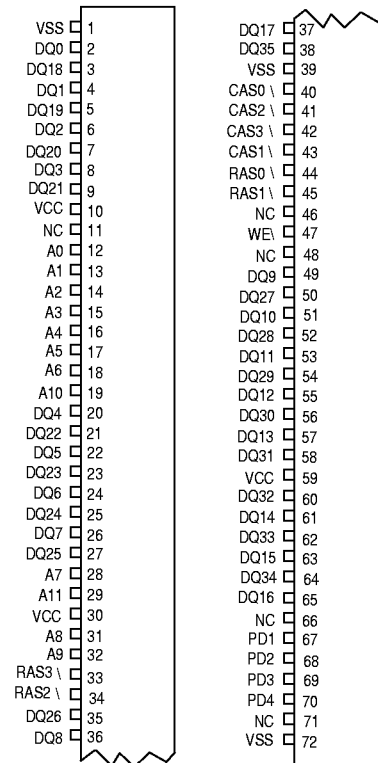 VSS 1
DQ0 2
DQ18 3
DQ1 4
DQ19 5
DQ2 6
DQ20 7
DQ3 8
DQ21 9
VCC 10
NC 11
A0 12
A1 13
A2 14
A3 15
A4 16
A5 17
A6 18
A10 19
DQ4 20
DQ22 21
DQ5 22
DQ23 23
DQ6 24
DQ24 25
DQ7 26
DQ25 27
A7 28
A11 29
VCC 30
A8 31
A9 32
RAS3 \ 33
RAS2 \ 34
DQ26 35
DQ8 36
DQ17 37
DQ35 38
VSS 39
CAS0 \ 40
CAS2 \ 41
CAS3 \ 42
CAS1 \ 43
RAS0 \ 44
RAS1 \ 45
NC 46
WE\ 47
NC 48
DQ9 49
DQ27 50
DQ10 51
DQ28 52
DQ11 53
DQ29 54
DQ12 55
DQ30 56
DQ13 57
DQ31 58
VCC 59
DQ32 60
DQ14 61
DQ33 62
DQ15 63
DQ34 64
DQ16 65
NC 66
PD1 67
PD2 68
PD3 69
PD4 70
NC 71
VSS 72